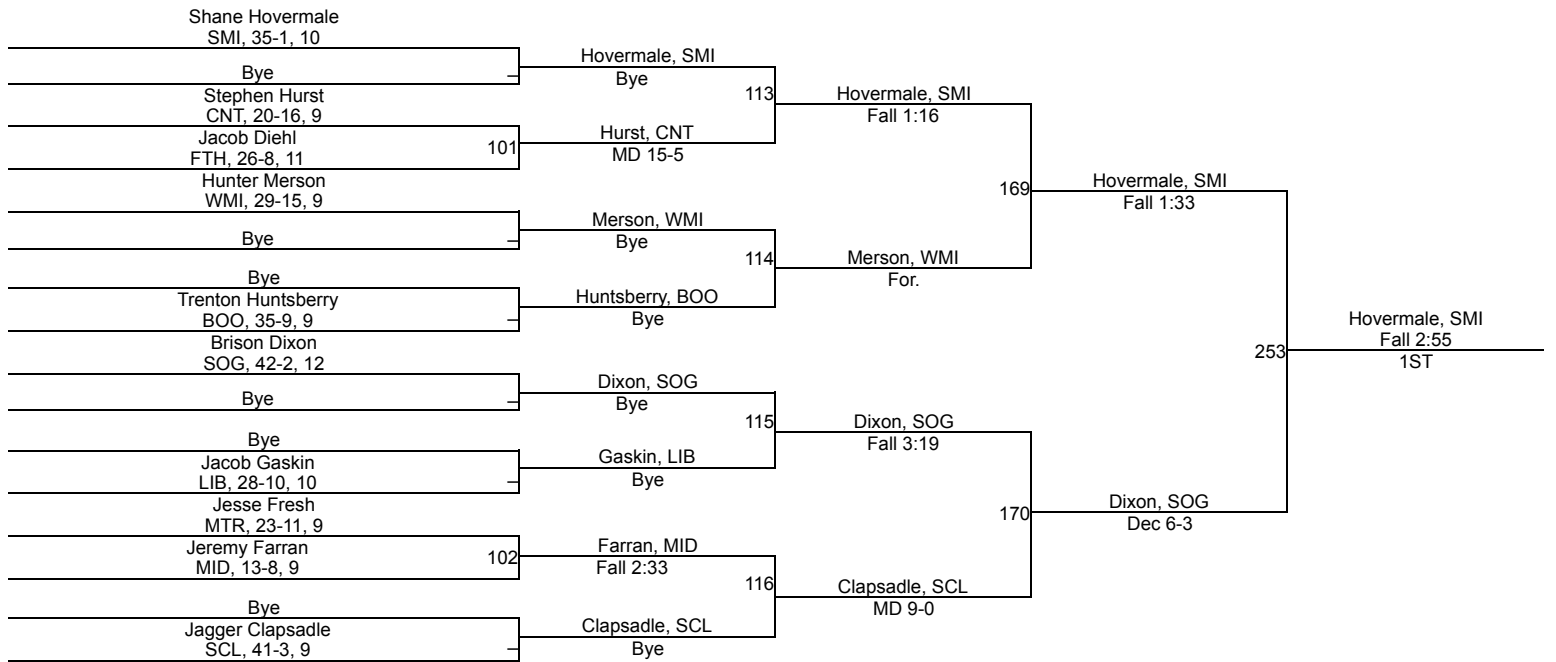 Shane Hovermale
SMI, 35-1, 10
Bye
–
Stephen Hurst
CNT, 20-16, 9
Jacob Diehl
FTH, 26-8, 11
101
Hunter Merson
WMI, 29-15, 9
Bye
–
Bye
Trenton Huntsberry
BOO, 35-9, 9
–
Brison Dixon
SOG, 42-2, 12
Bye
–
Bye
Jacob Gaskin
LIB, 28-10, 10
–
Jesse Fresh
MTR, 23-11, 9
Jeremy Farran
MID, 13-8, 9
102
Bye
Jagger Clapsadle
SCL, 41-3, 9
–
Hovermale, SMI
Bye
113
Hurst, CNT
MD 15-5
Merson, WMI
Bye
114
Huntsberry, BOO
Bye
Dixon, SOG
Bye
115
Gaskin, LIB
Bye
Farran, MID
Fall 2:33
116
Clapsadle, SCL
Bye
Hovermale, SMI
Fall 1:16
169
Merson, WMI
For.
Dixon, SOG
Fall 3:19
170
Clapsadle, SCL
MD 9-0
Hovermale, SMI
Fall 1:33
253
Dixon, SOG
Dec 6-3
Hovermale, SMI
Fall 2:55
1ST